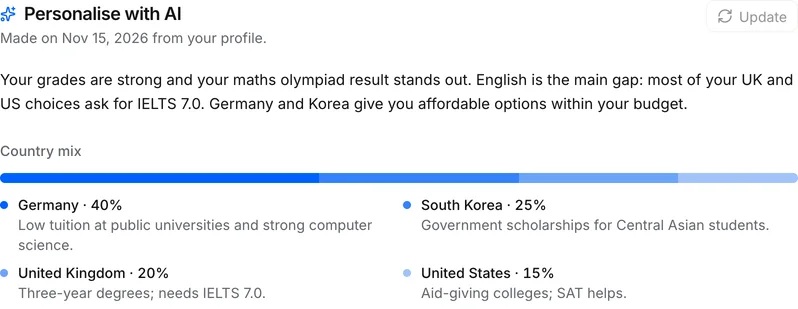 Personalise with AI
Update
Made on Nov 15, 2026 from your profile.
Your grades are strong and your maths olympiad result stands out. English is the main gap: most of your UK and
US choices ask for IELTS 7.0. Germany and Korea give you affordable options within your budget.
Country mix
Germany · 40%
Low tuition at public universities and strong computer
science.
South Korea · 25%
Government scholarships for Central Asian students.
United Kingdom · 20%
Three-year degrees; needs IELTS 7.0.
United States · 15%
Aid-giving colleges; SAT helps.